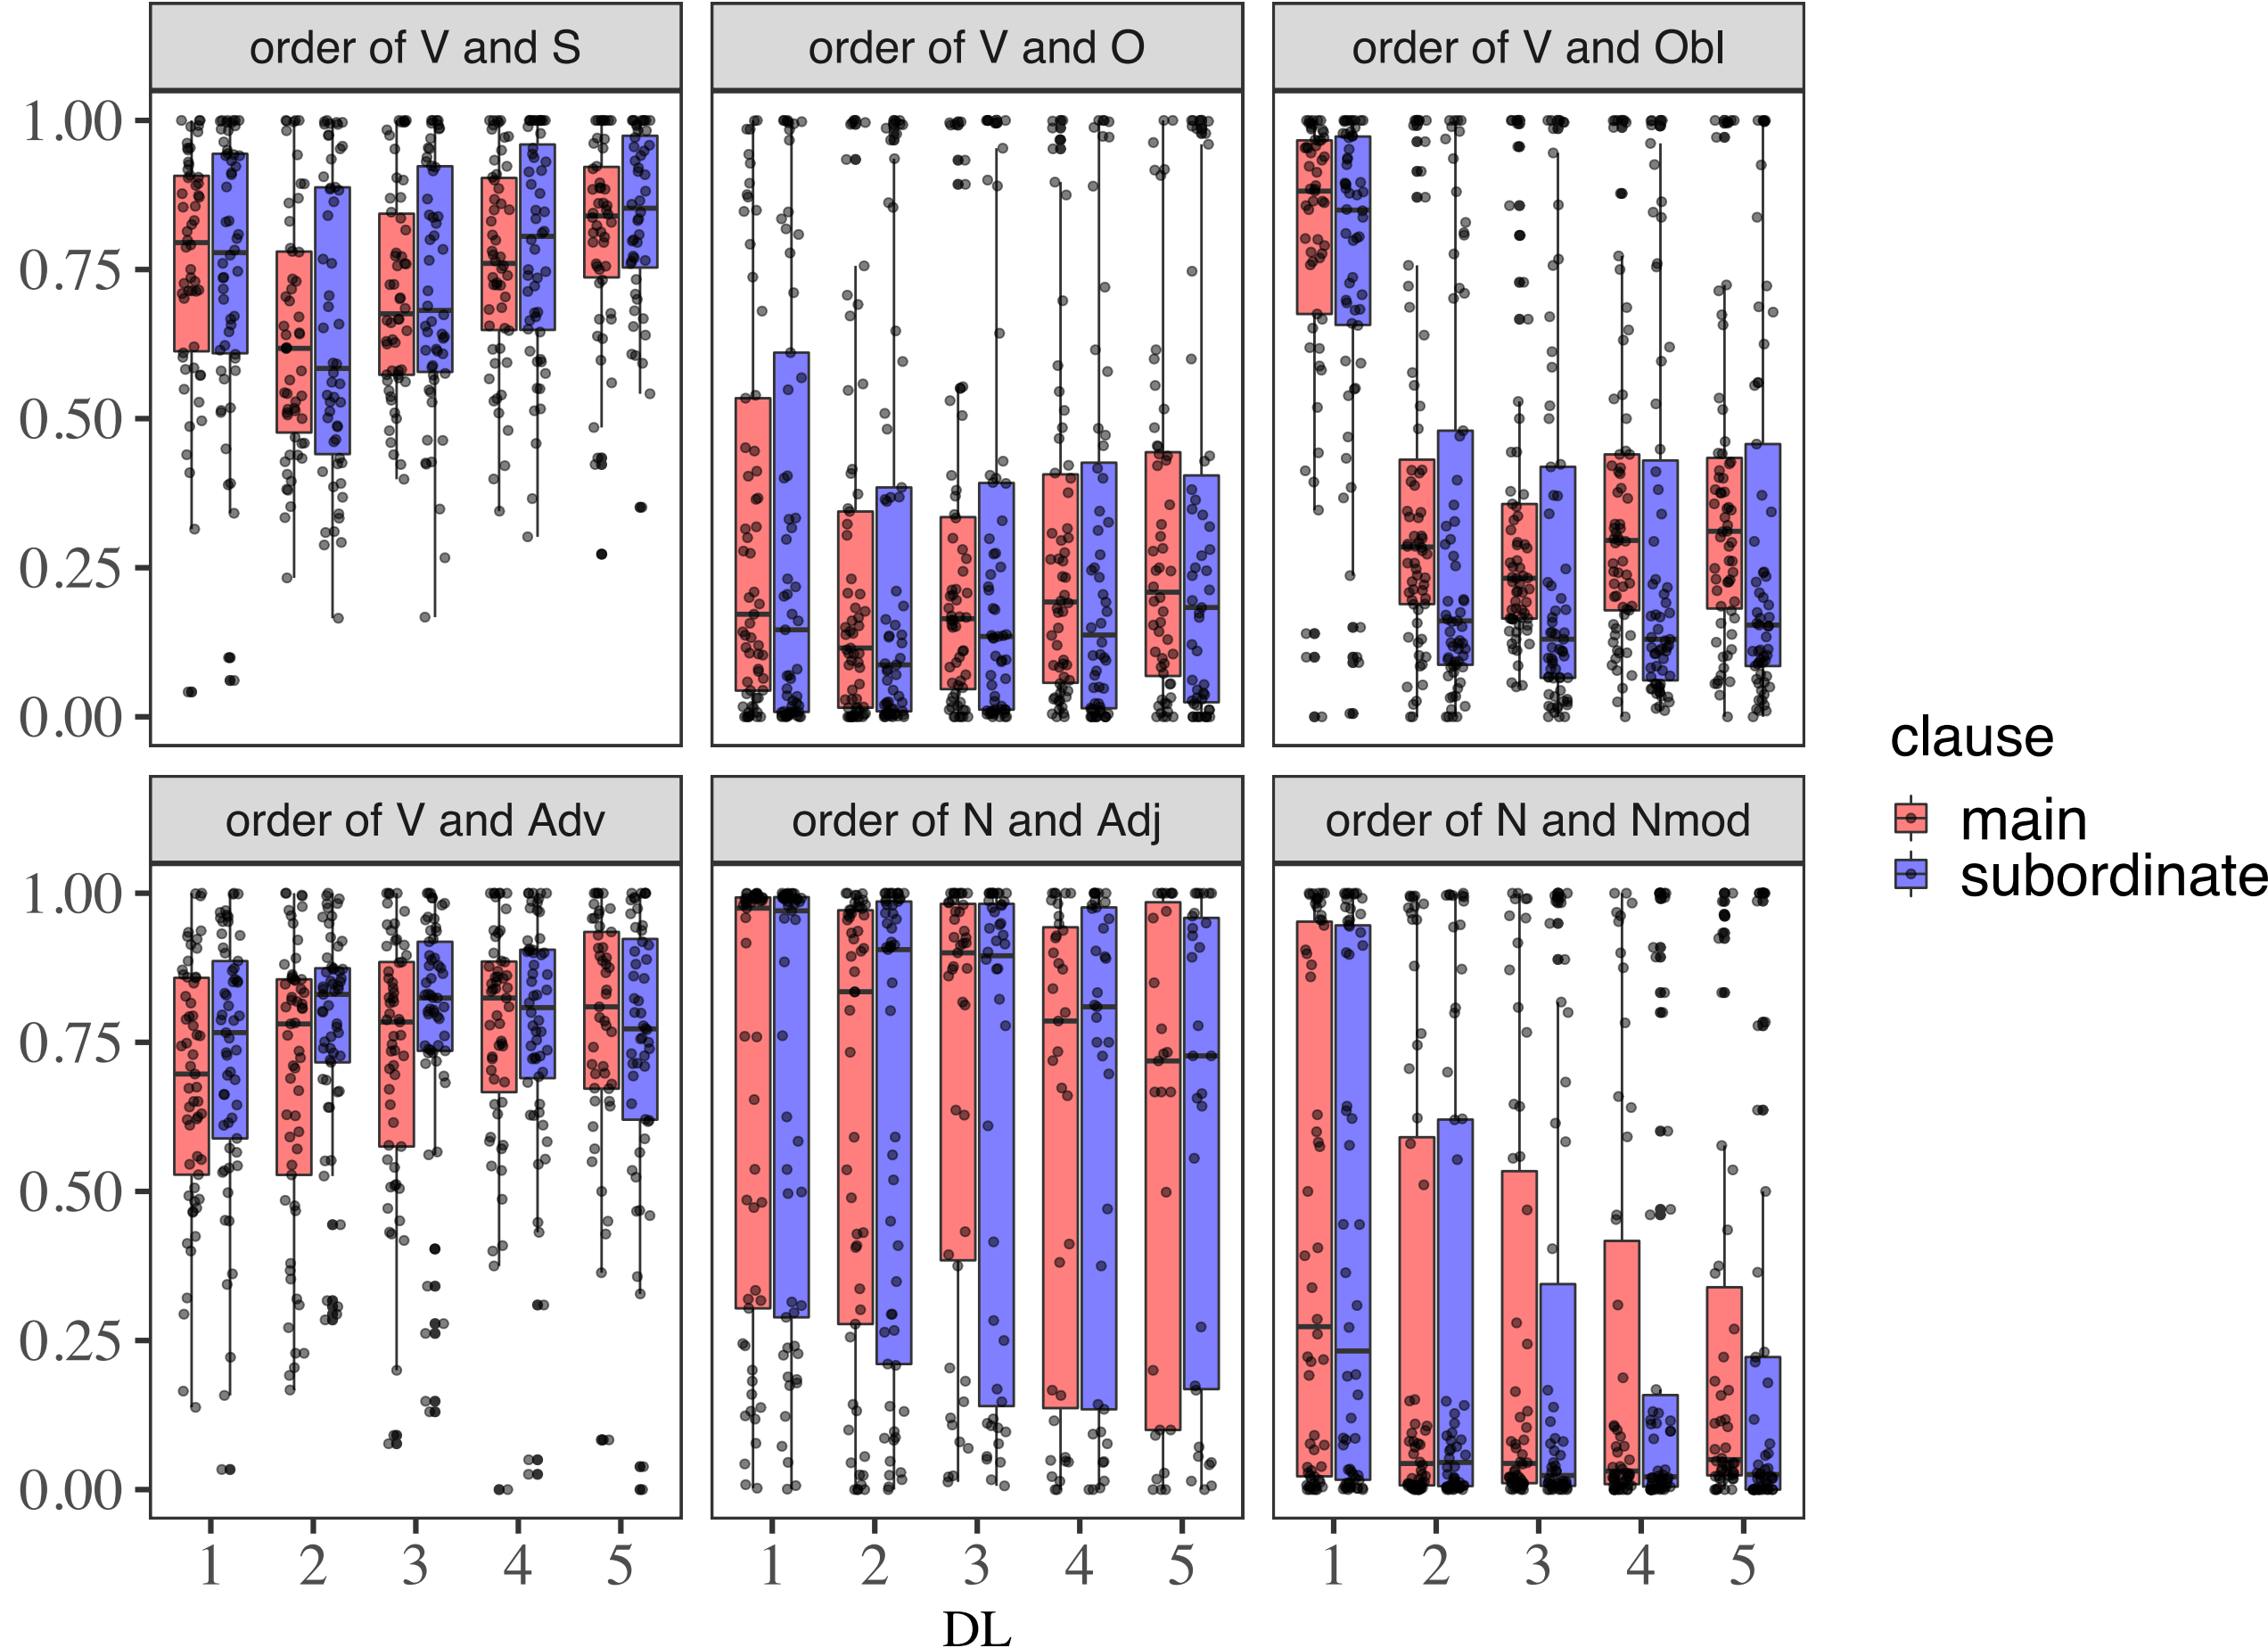 order of V and S
order of V and O
order of V and Obl
1.00
0.75
0.50
0.25
0.00
order of V and Adv
order of N and Adj
order of N and Nmod
1.00
0.75
0.50
0.25
0.00
1 2 3 4 5
1 2 3 4 5
1 2 3 4 5
DL
clause
main
subordinate